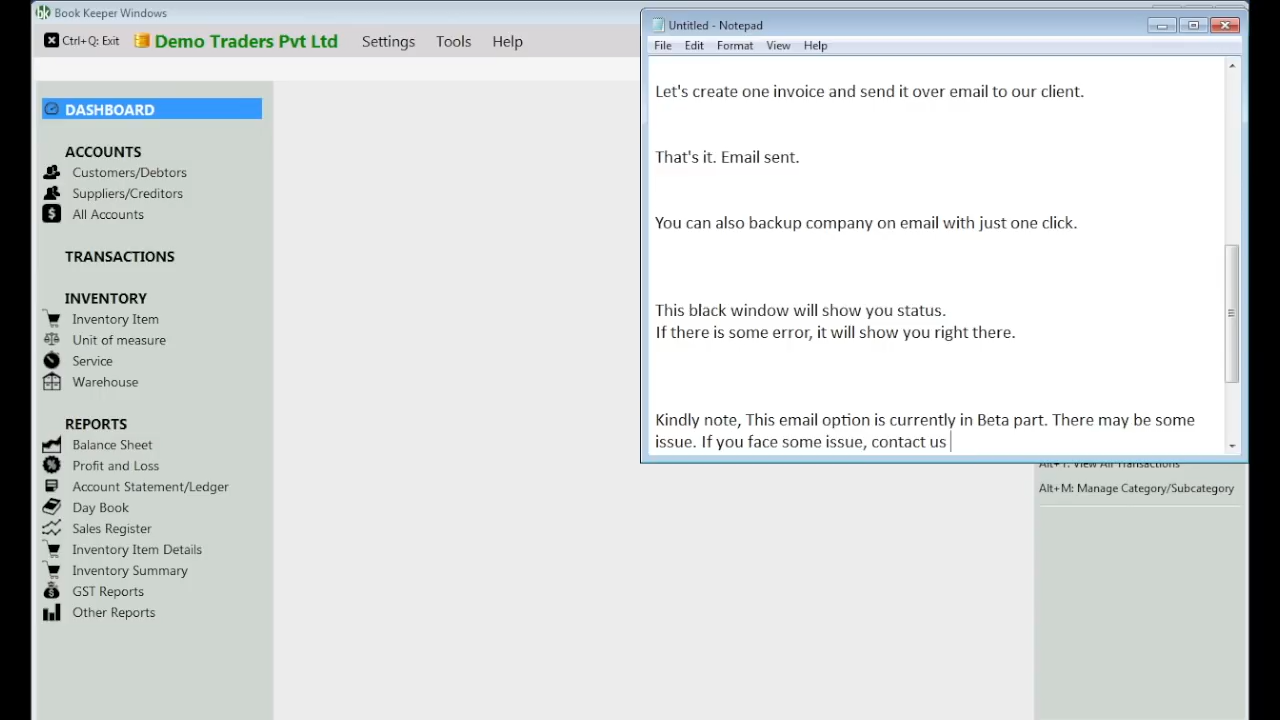 Book Keeper Windows
Ctrl+Q: Exit
Demo Traders Pvt Ltd
Settings
Tools
Help
DASHBOARD
ACCOUNTS
Customers/Debtors
Suppliers/Creditors
All Accounts
TRANSACTIONS
INVENTORY
Inventory Item
Unit of measure
Service
Warehouse
REPORTS
Balance Sheet
Profit and Loss
Account Statement/Ledger
Day Book
Sales Register
Inventory Item Details
Inventory Summary
GST Reports
Other Reports
Untitled - Notepad
File Edit Format View Help
Let's create one invoice and send it over email to our client.
That's it. Email sent.
You can also backup company on email with just one click.
This black window will show you status.
If there is some error, it will show you right there.
Kindly note, This email option is currently in Beta part. There may be some
issue. If you face some issue, contact us
Alt+T: View All Transactions
Alt+M: Manage Category/Subcategory